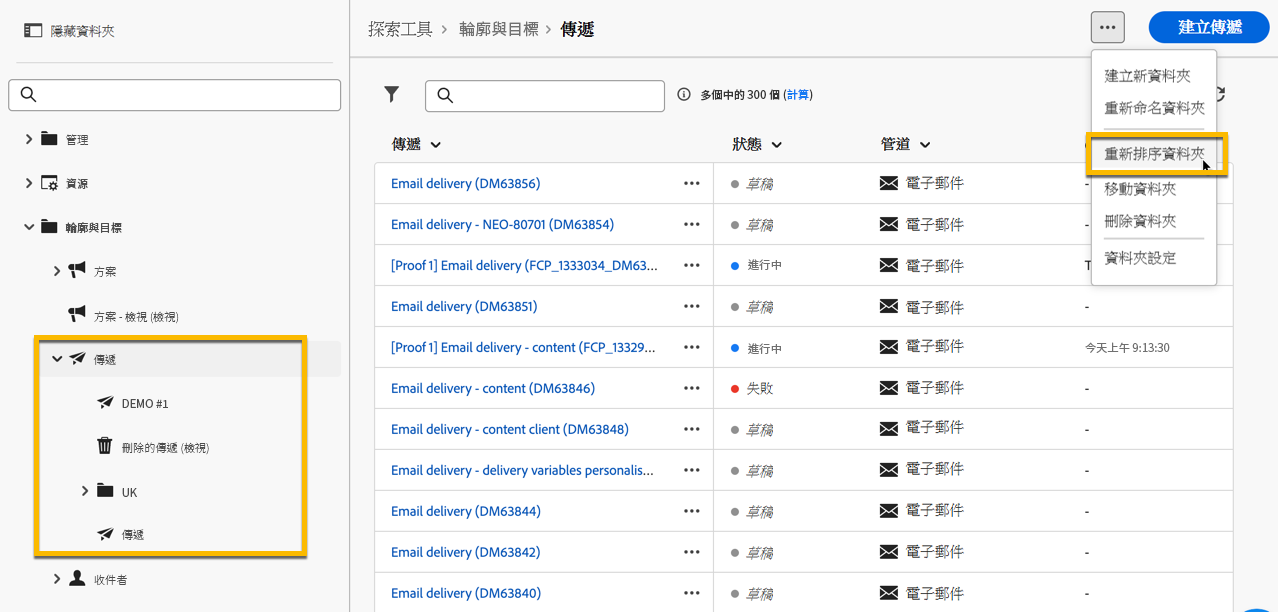 隱藏資料夾
管理
資源
輪廓與目標
方案
方案 - 檢視 (檢視)
傳遞
DEMO #1
刪除的傳遞 (檢視)
UK
傳遞
收件者
探索工具 > 輪廓與目標 > 傳遞
建立傳遞
建立新資料夾
重新命名資料夾
重新排序資料夾
移動資料夾
刪除資料夾
資料夾設定
多個中的 300 個 (計算)
傳遞 狀態 管道
Email delivery (DM63856) 草稿 電子郵件 -
Email delivery - NEO-80701 (DM63854) 草稿 電子郵件 -
[Proof 1] Email delivery (FCP_1333034_DM63... 進行中 電子郵件 T
Email delivery (DM63851) 草稿 電子郵件 -
[Proof 1] Email delivery - content (FCP_13329... 進行中 電子郵件 今天上午 9:13:30
Email delivery - content (DM63846) 失敗 電子郵件 -
Email delivery - content client (DM63848) 草稿 電子郵件 -
Email delivery - delivery variables personalis... 草稿 電子郵件 -
Email delivery (DM63844) 草稿 電子郵件 -
Email delivery (DM63842) 草稿 電子郵件 -
Email delivery (DM63840) 草稿 電子郵件 -